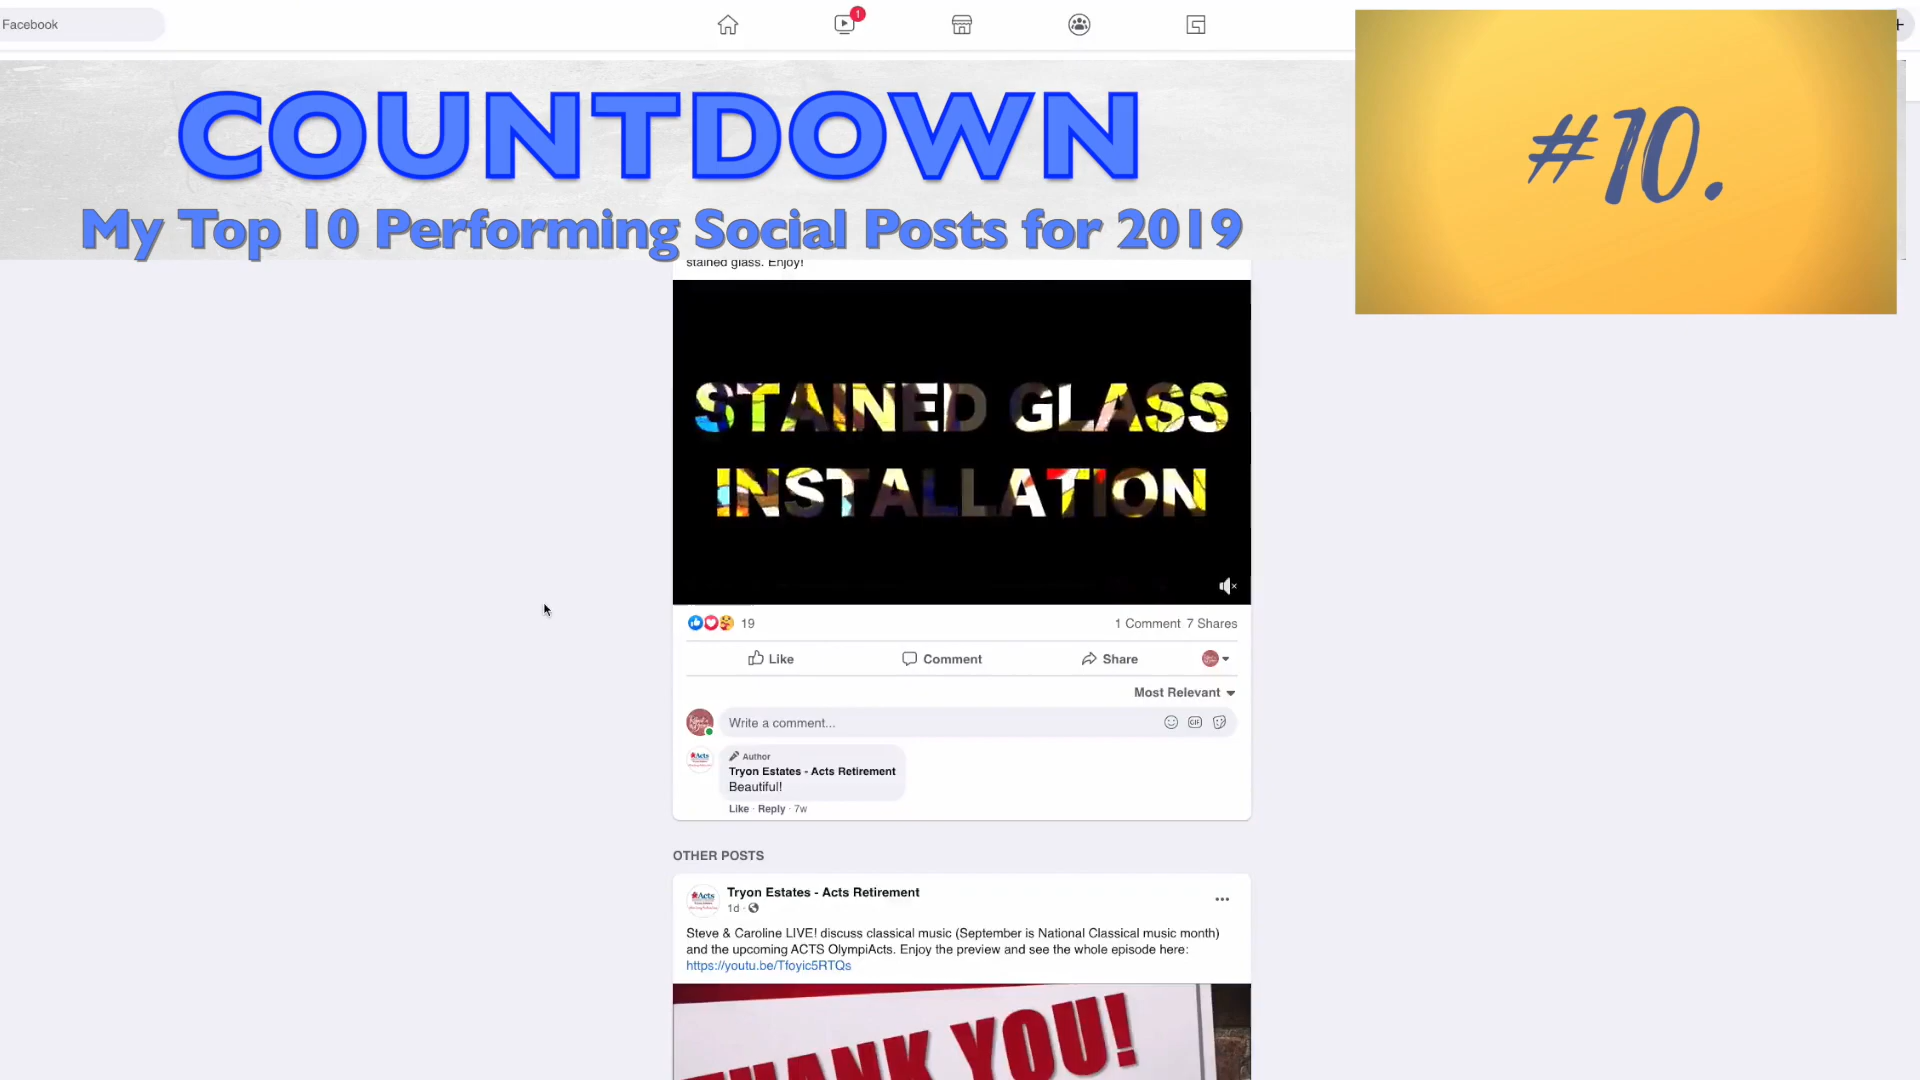 Facebook
1
COUNTDOWN
My Top 10 Performing Social Posts for 2019
#10.
stained glass. Enjoy!
STAINED GLASS
INSTALLATION
19
1 Comment 7 Shares
Like
Comment
Share
Most Relevant
Write a comment...
GIF
Author
Tryon Estates - Acts Retirement
Beautiful!
Like · Reply · 7w
OTHER POSTS
Acts
Tryon Estates - Acts Retirement
1d ·
Steve & Caroline LIVE! discuss classical music (September is National Classical music month)
and the upcoming ACTS OlympiActs. Enjoy the preview and see the whole episode here:
https://youtu.be/Tfoyic5RTQs
THANK YOU!